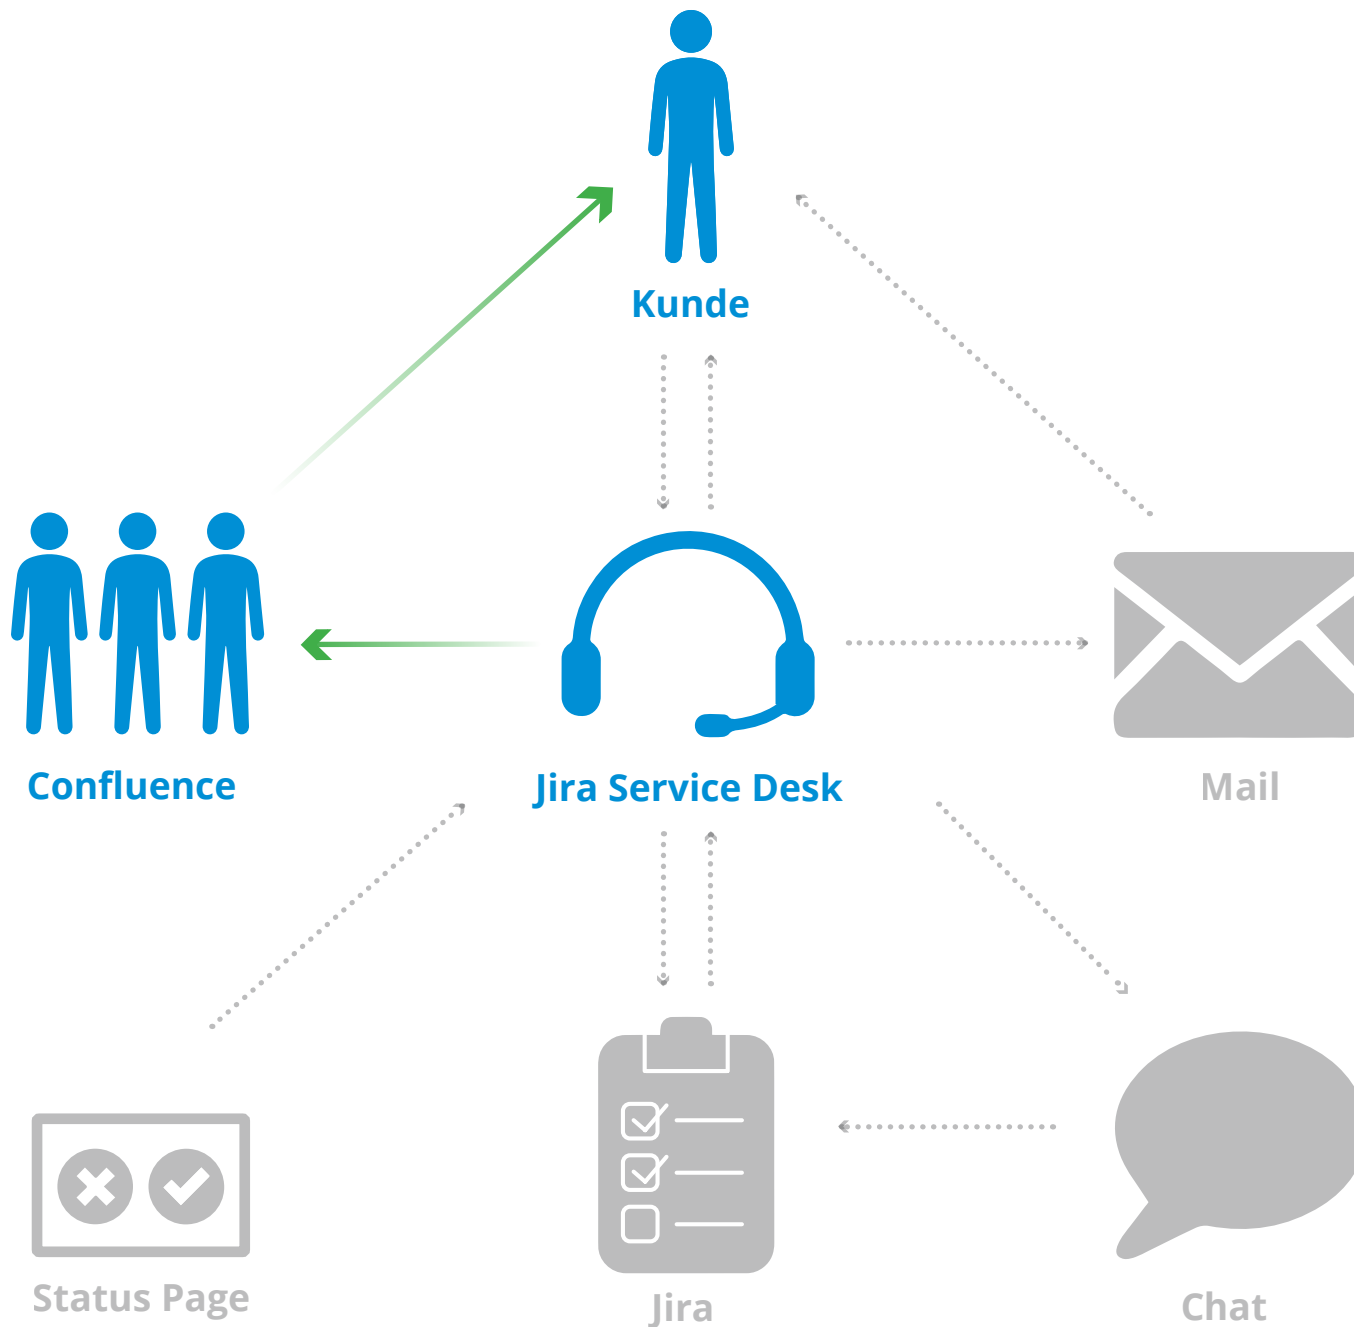 Kunde
Confluence
Jira Service Desk
Mail
Status Page
Jira
Chat